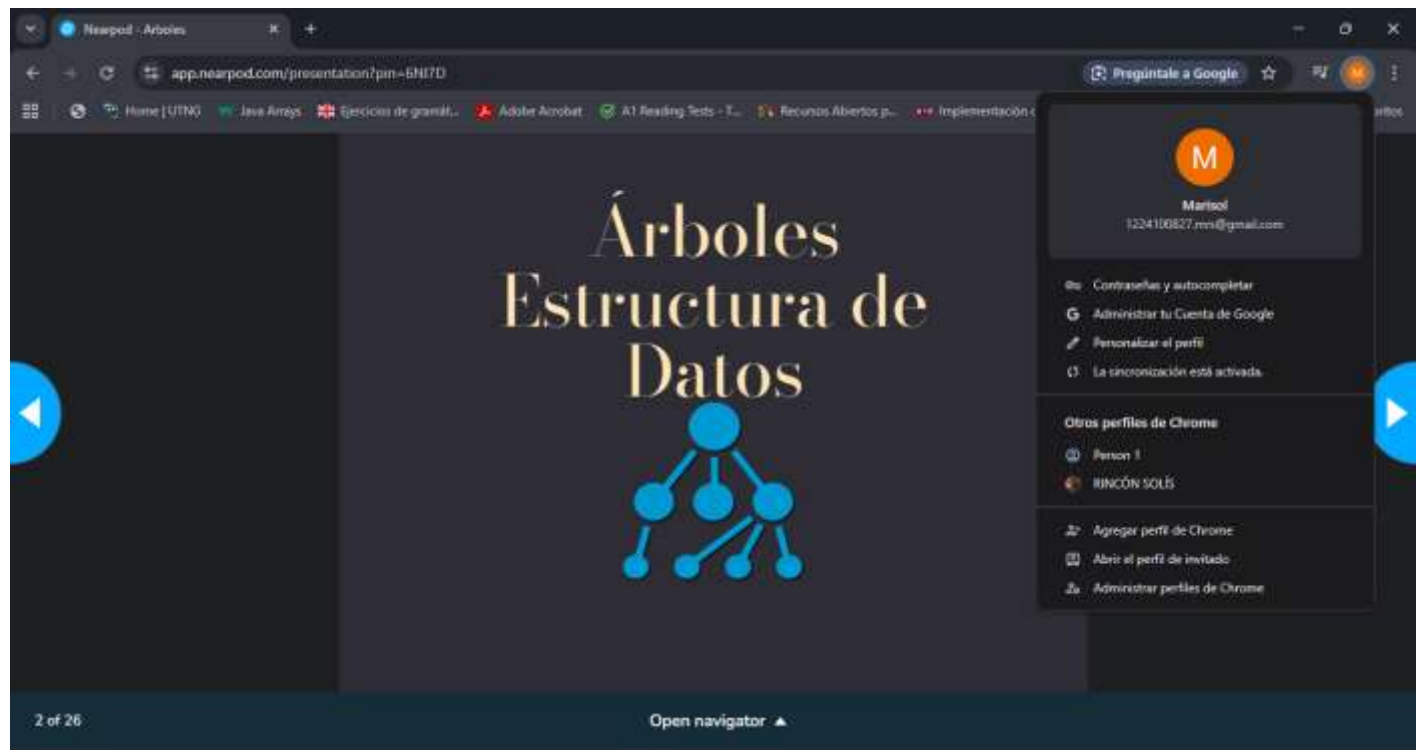 Nearpod - Arboles
app.nearpod.com/presentation?pin=6NI7D
Pregúntale a Google
Home | UTNG
Java Arrays
Ejercicios de gramát...
Adobe Acrobat
A1 Reading Tests - T...
Recursos Abiertos p...
Implementación
Árboles
Estructura de
Datos
M
Marisol
1224100827.mni@gmail.com
Contraseñas y autocompletar
Administrar tu Cuenta de Google
Personalizar el perfil
La sincronización está activada.
Otros perfiles de Chrome
Person 1
RINCÓN SOLÍS
Agregar perfil de Chrome
Abrir el perfil de invitado
Administrar perfiles de Chrome
2 of 26
Open navigator